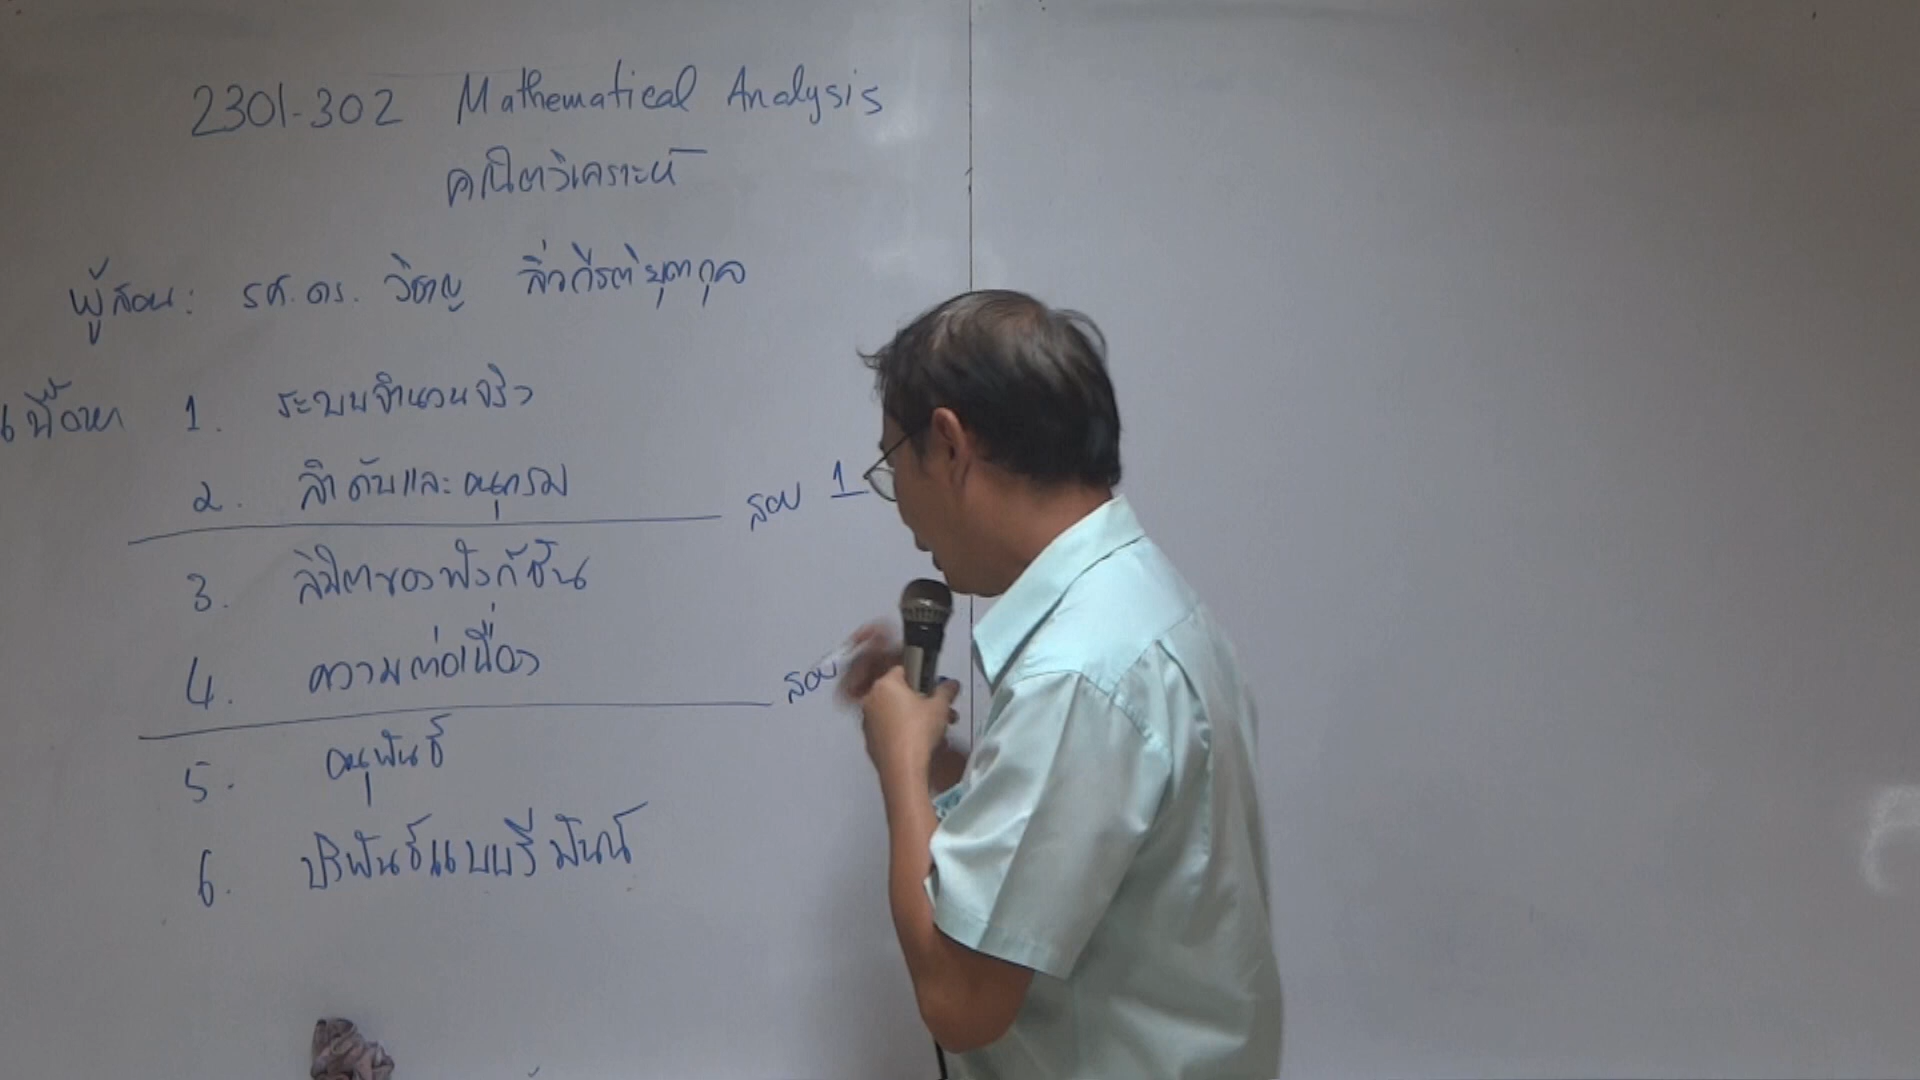 2301-302 Mathematical Analysis
คณิตวิเคราะห์
ผู้สอน: รศ.ดร. วิชาญ ลิ่วกีรติยุตกุล
เนื้อหา 1. ระบบจำนวนจริง
2. ลำดับและอนุกรม
สอบ 1
3. ลิมิตของฟังก์ชัน
4. ความต่อเนื่อง
สอบ
5. อนุพันธ์
6. ปริพันธ์แบบรีมันน์